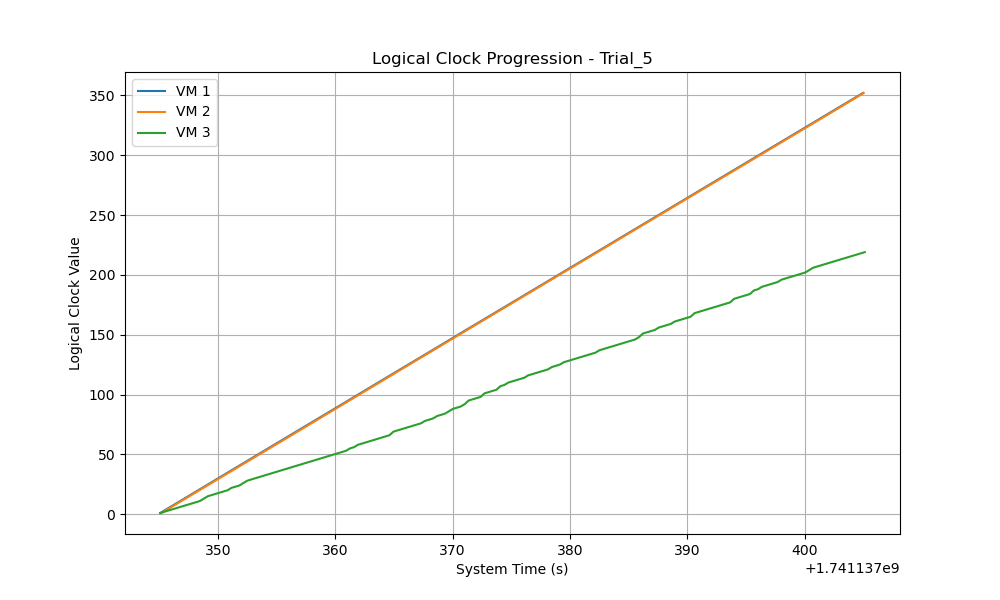 Logical Clock Progression - Trial_5
VM 1
VM 2
VM 3
Logical Clock Value
350
300
250
200
150
100
50
0
350 360 370 380 390 400
System Time (s)
+1.741137e9